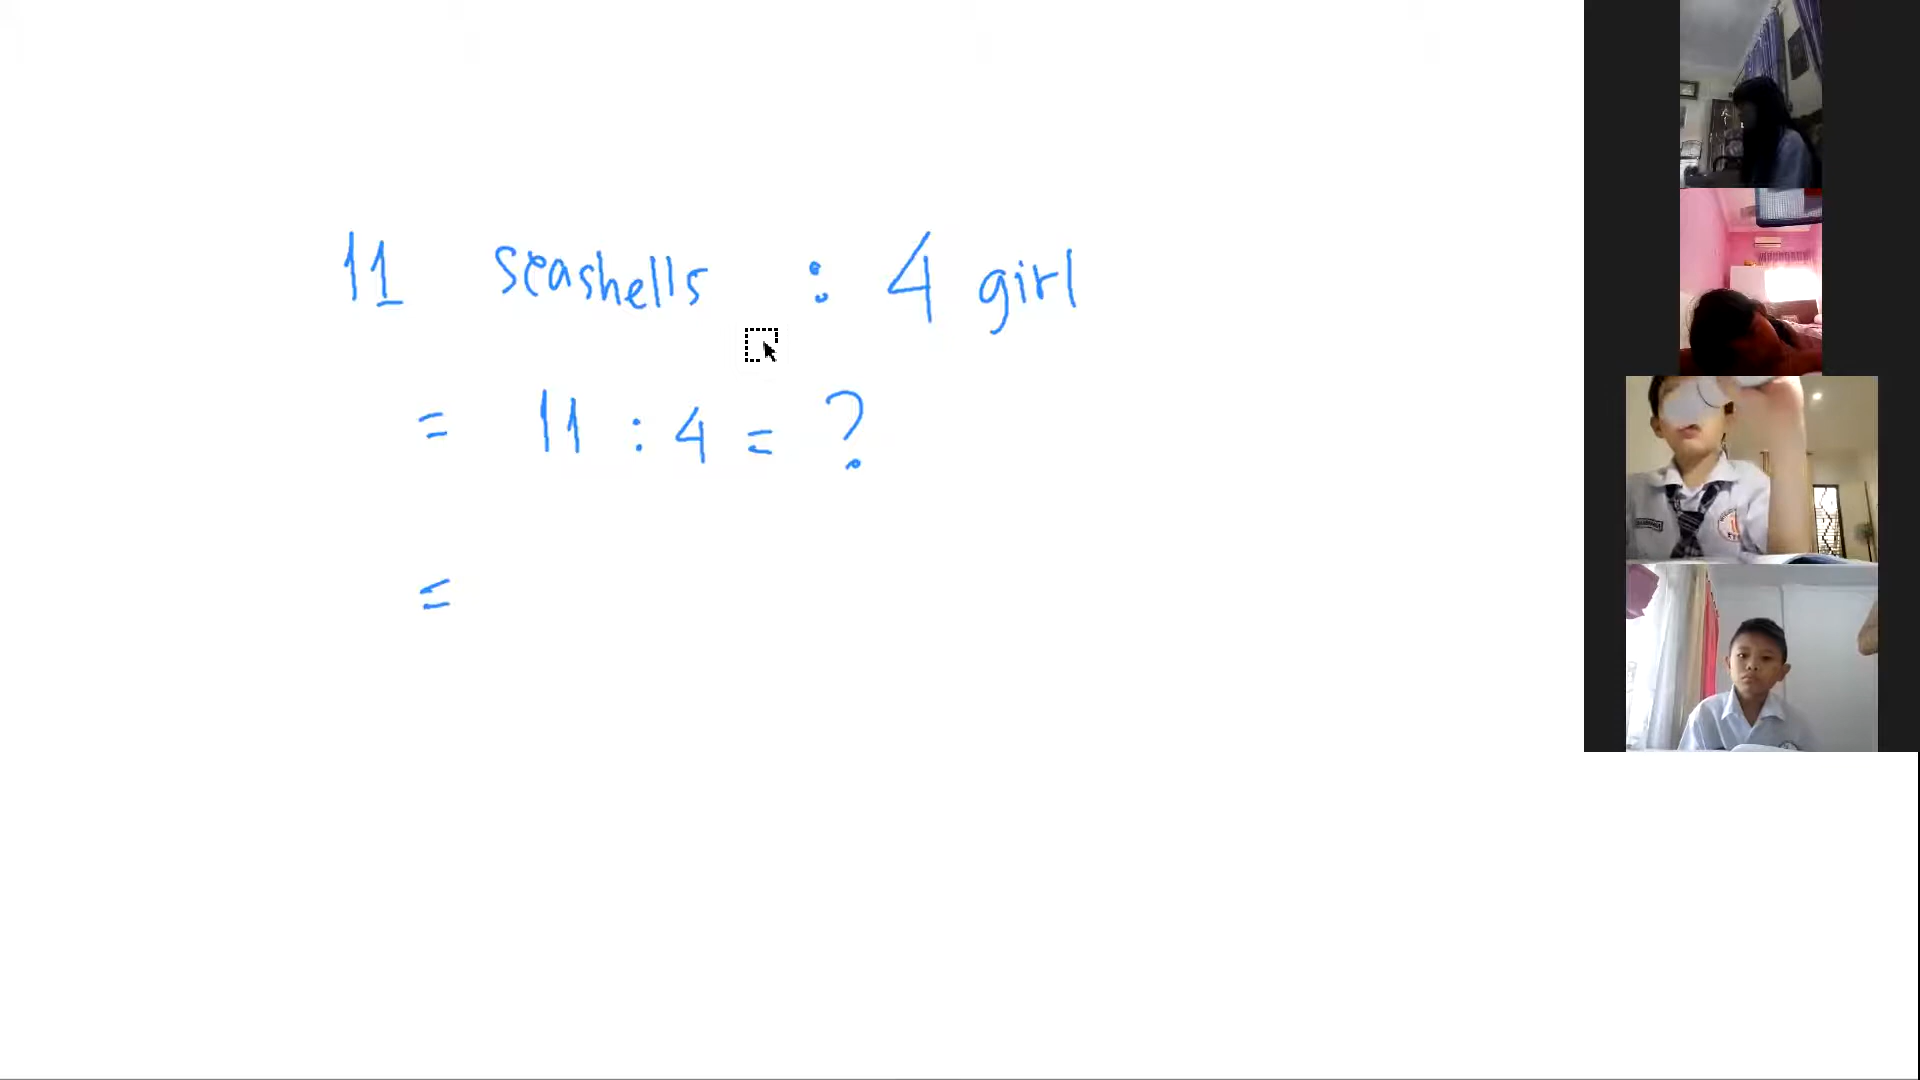 11 seashells : 4 girl
= 11 : 4 = ?
=